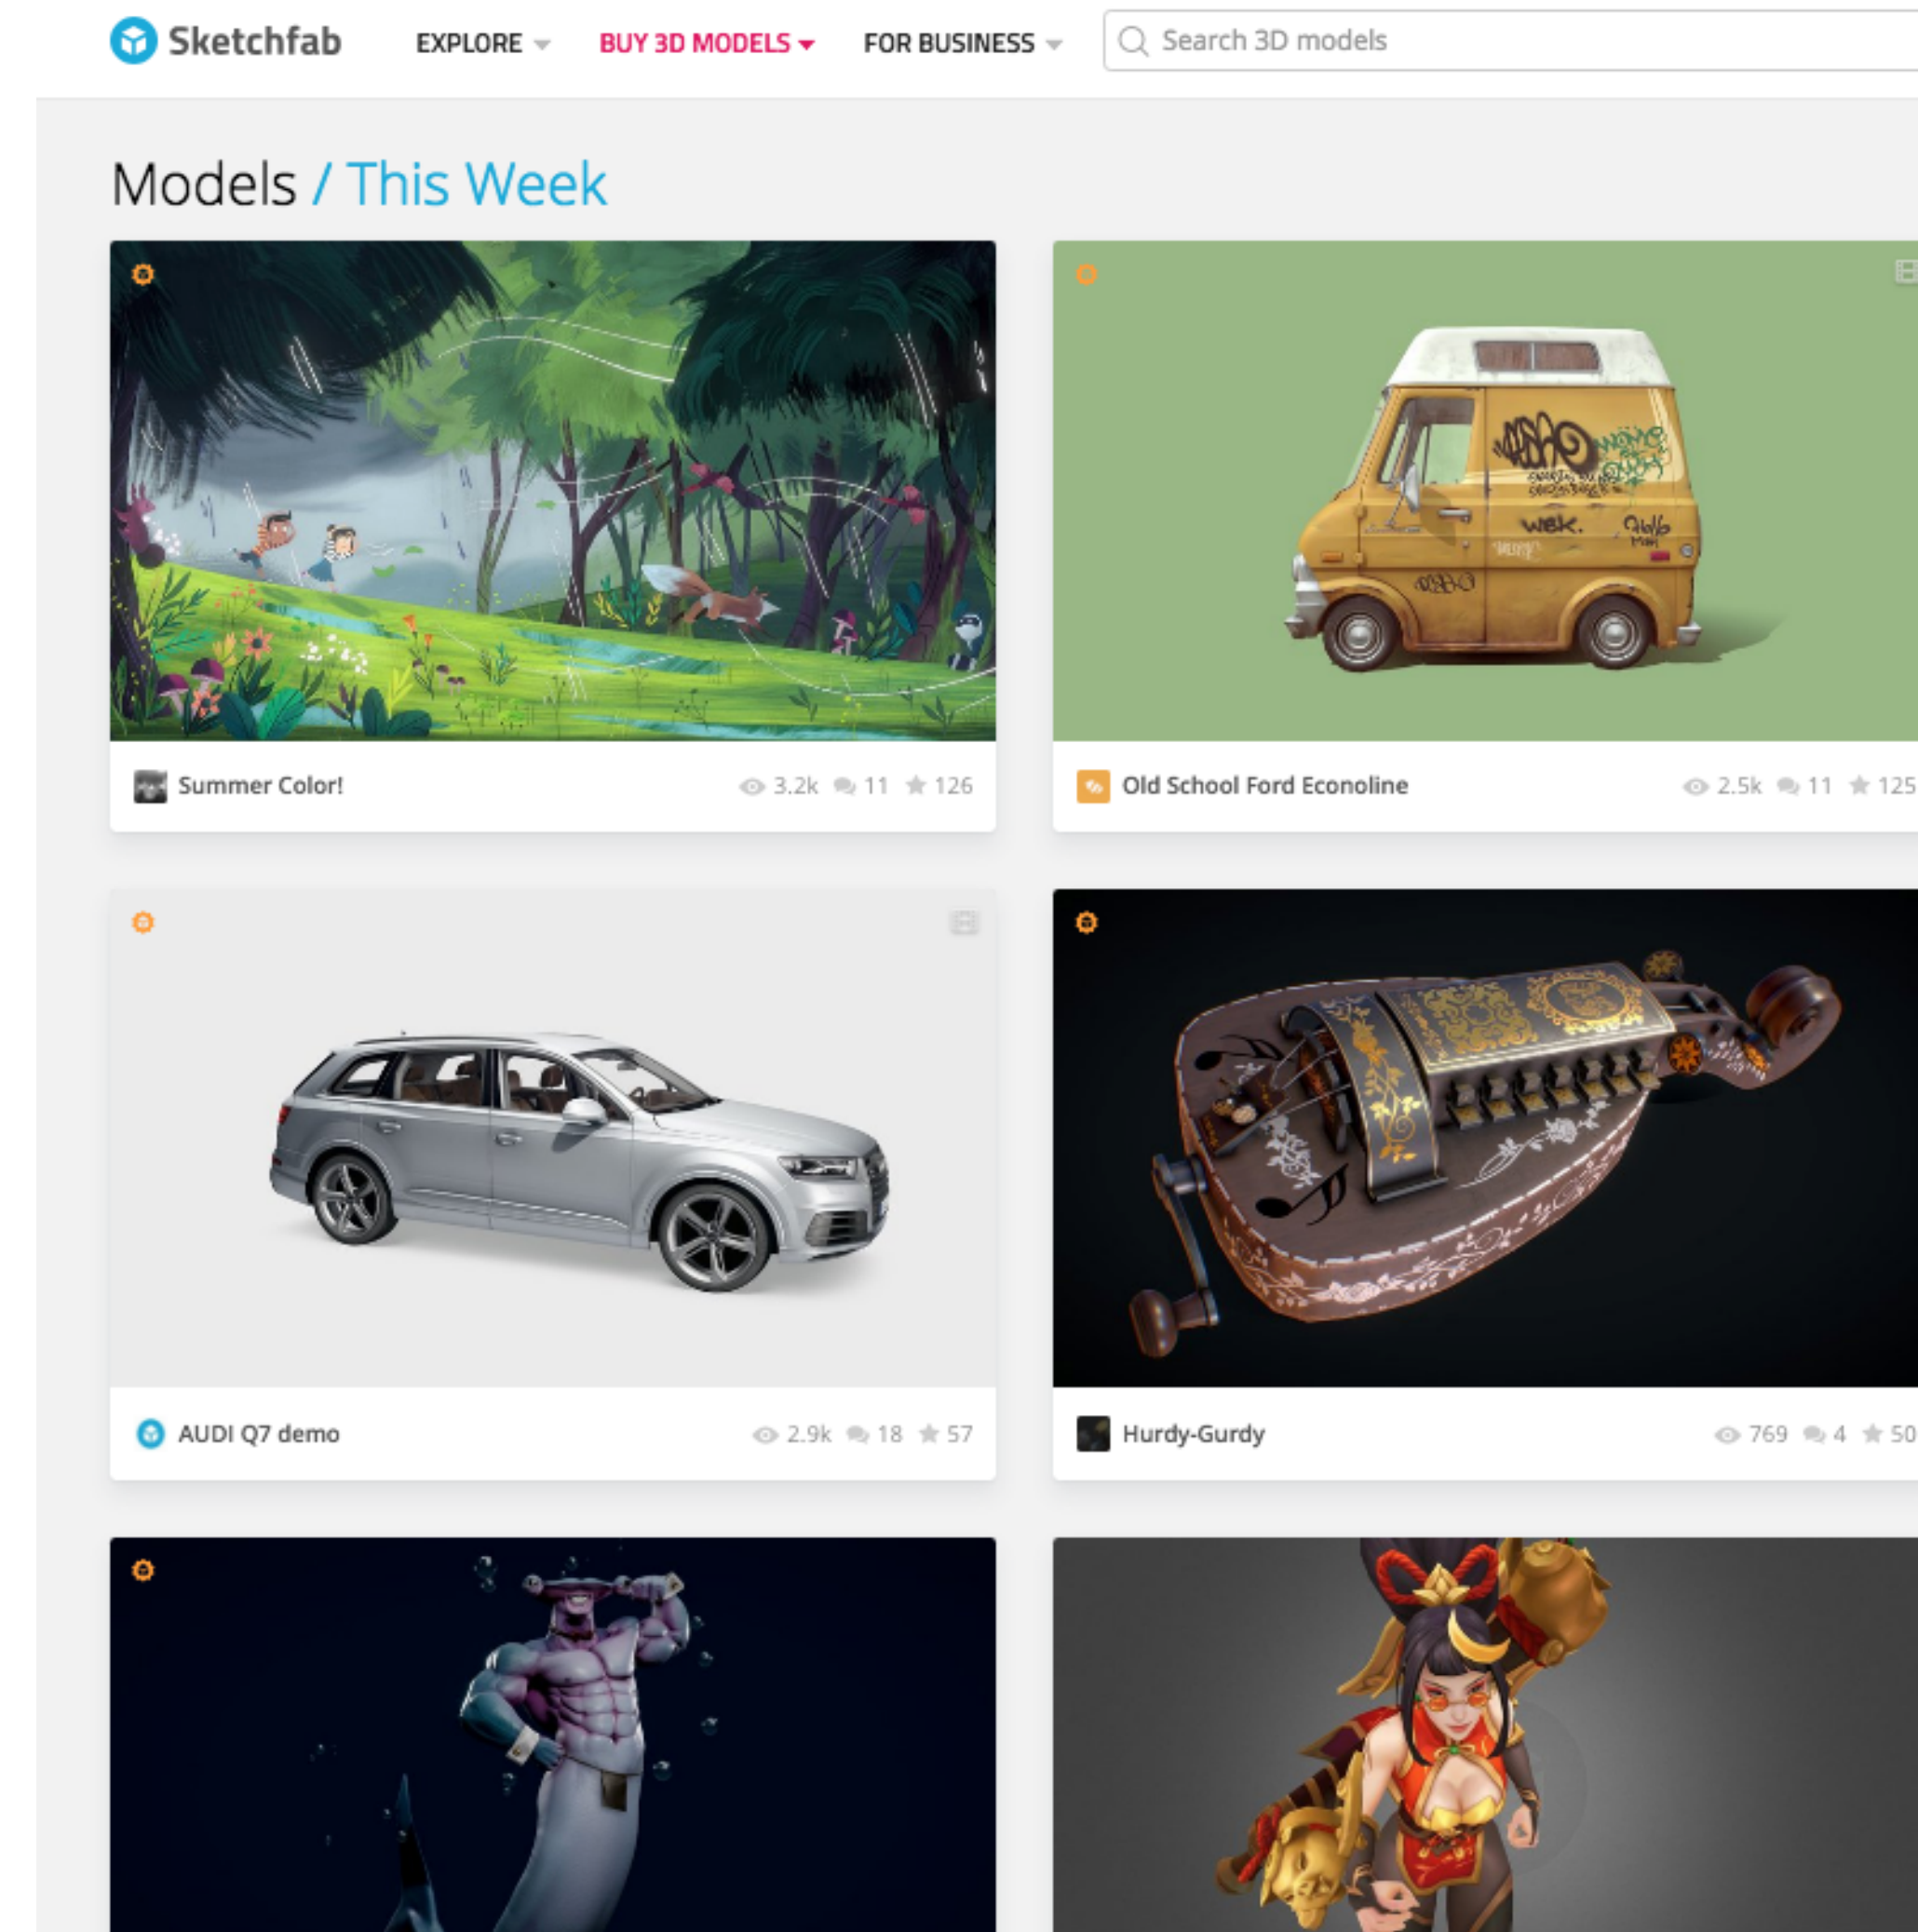 Sketchfab EXPLORE BUY 3D MODELS FOR BUSINESS Search 3D models
Models / This Week
WBK.
Summer Color! 3.2k 11 126
Old School Ford Econoline 2.5k 11 125
AUDI Q7 demo 2.9k 18 57
Hurdy-Gurdy 769 4 50